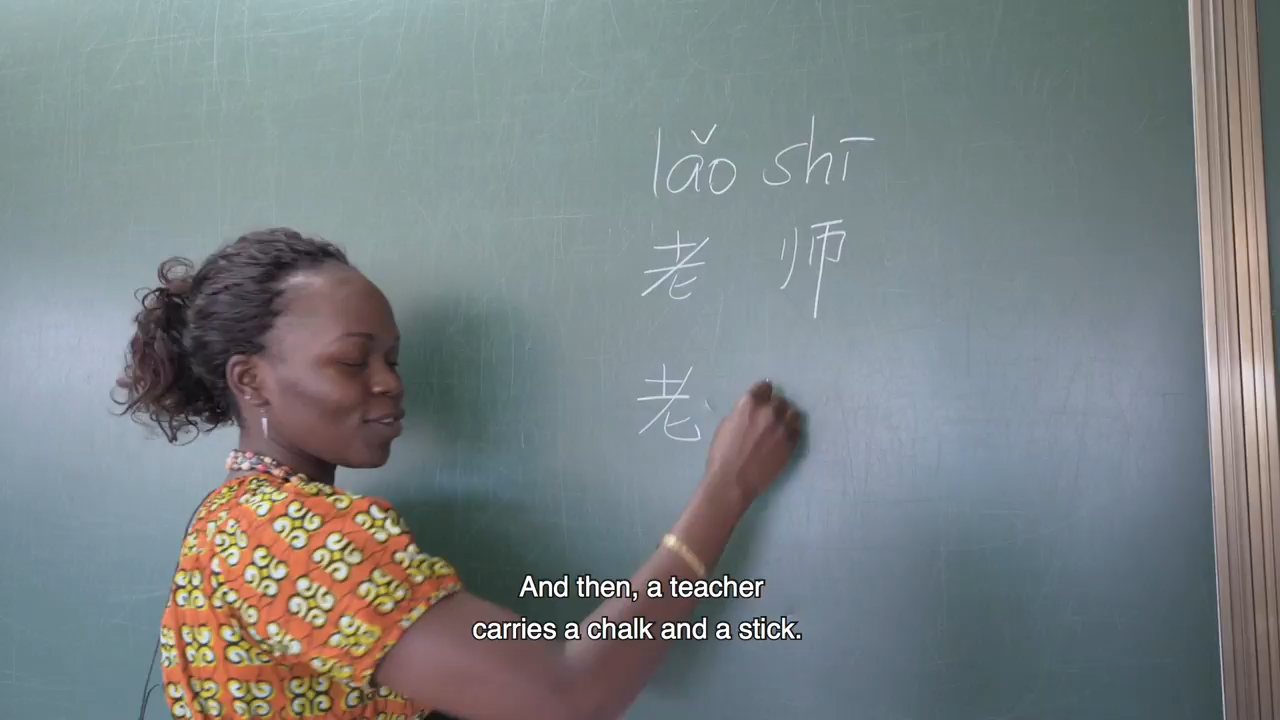 lǎo shī
老 师
老
And then, a teacher
carries a chalk and a stick.